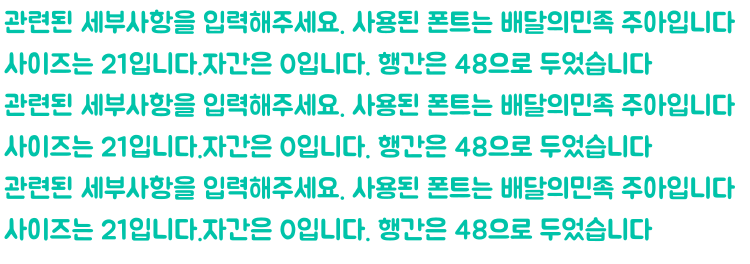 관련된 세부사항을 입력해주세요. 사용된 폰트는 배달의민족 주아입니다
사이즈는 21입니다.자간은 0입니다. 행간은 48으로 두었습니다
관련된 세부사항을 입력해주세요. 사용된 폰트는 배달의민족 주아입니다
사이즈는 21입니다.자간은 0입니다. 행간은 48으로 두었습니다
관련된 세부사항을 입력해주세요. 사용된 폰트는 배달의민족 주아입니다
사이즈는 21입니다.자간은 0입니다. 행간은 48으로 두었습니다